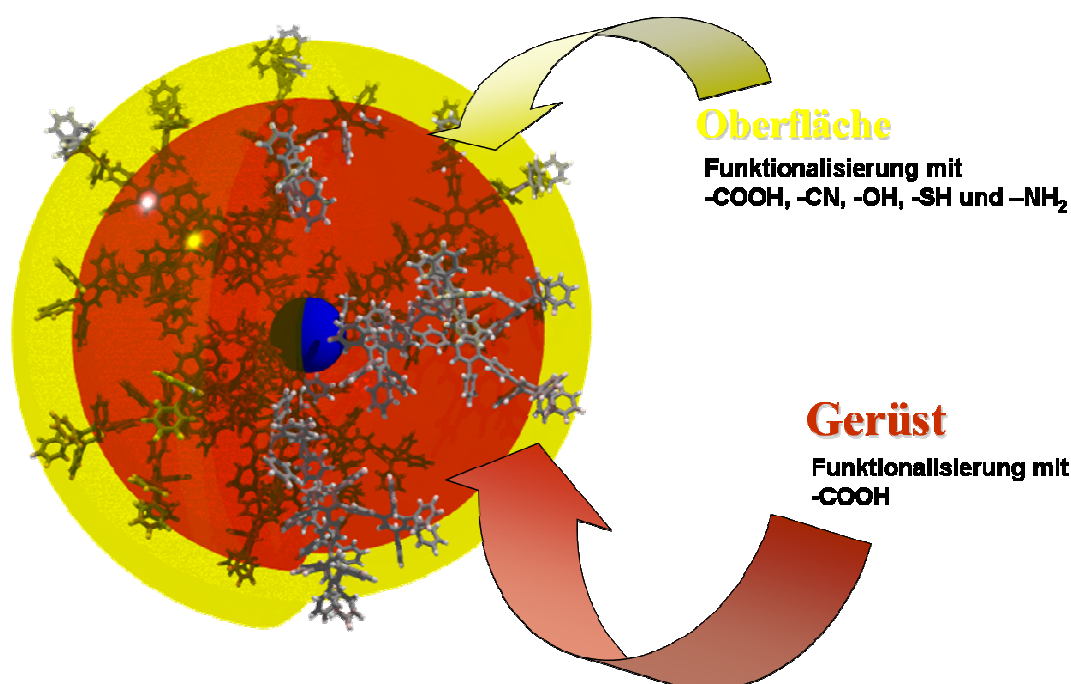 Oberfläche
Funktionalisierung mit
-COOH, -CN, -OH, -SH und –NH₂
Gerüst
Funktionalisierung mit
-COOH